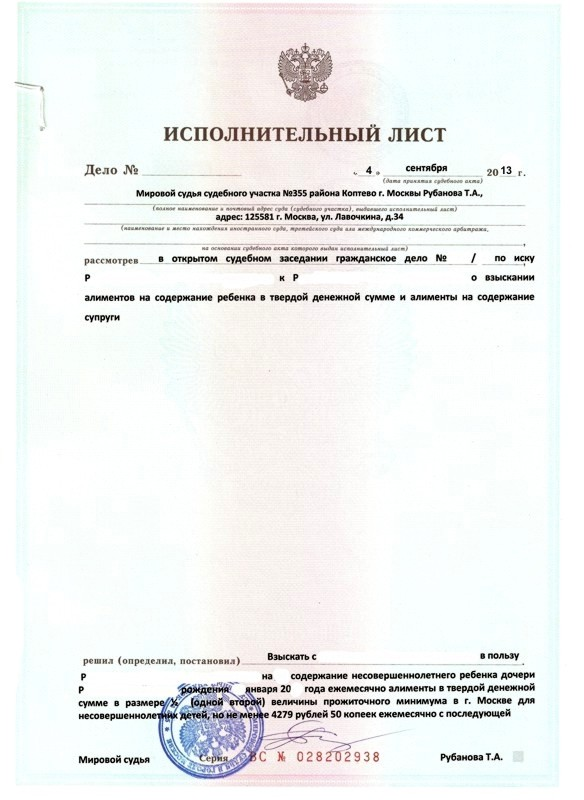 ИСПОЛНИТЕЛЬНЫЙ ЛИСТ
Дело № „ 4 „ сентября 2013 г.
(дата принятия судебного акта)
Мировой судья судебного участка №355 района Коптево г. Москвы Рубанова Т.А.,
(полное наименование и почтовый адрес суда (судебного участка), выдавшего исполнительный лист)
адрес: 125581 г. Москва, ул. Лавочкина, д.34
(наименование и место нахождения иностранного суда, третейского суда или международного коммерческого арбитража,
на основании судебного акта которого выдан исполнительный лист)
рассмотрев в открытом судебном заседании гражданское дело № / по иску
Р к Р о взыскании
алиментов на содержание ребенка в твердой денежной сумме и алименты на содержание
супруги
решил (определил, постановил) Взыскать с в пользу
Р на содержание несовершеннолетнего ребенка дочери
Р рождения января 20 года ежемесячно алименты в твердой денежной
сумме в размере ½ (одной второй) величины прожиточного минимума в г. Москве для
несовершеннолетних детей, но не менее 4279 рублей 50 копеек ежемесячно с последующей
Мировой судья Серия ВС № 028202938 Рубанова Т.А.